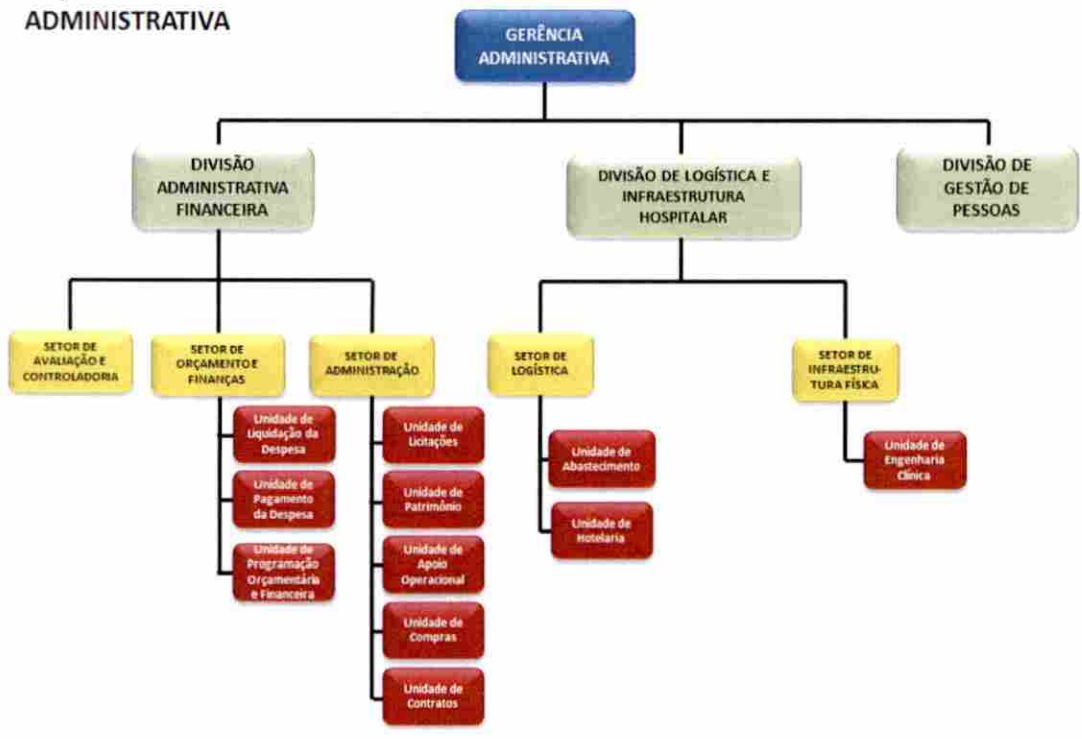 ADMINISTRATIVA
GERÊNCIA
ADMINISTRATIVA
DIVISÃO
ADMINISTRATIVA
FINANCEIRA
DIVISÃO DE LOGÍSTICA E
INFRAESTRUTURA
HOSPITALAR
DIVISÃO DE
GESTÃO DE
PESSOAS
SETOR DE
AVALIAÇÃO E
CONTROLADORIA
SETOR DE
ORÇAMENTO E
FINANÇAS
SETOR DE
ADMINISTRAÇÃO
SETOR DE
LOGÍSTICA
SETOR DE
INFRAESTRU-
TURA FÍSICA
Unidade de
Liquidação da
Despesa
Unidade de
Pagamento
da Despesa
Unidade de
Programação
Orçamentária
e Financeira
Unidade de
Licitações
Unidade de
Patrimônio
Unidade de
Apoio
Operacional
Unidade de
Compras
Unidade de
Contratos
Unidade de
Abastecimento
Unidade de
Hotelaria
Unidade de
Engenharia
Clínica